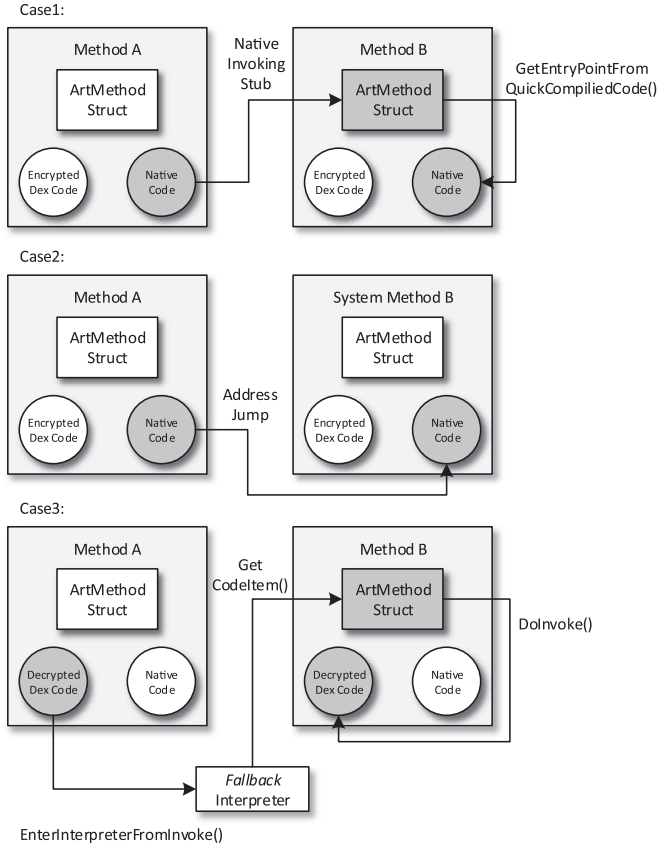 Case1:
Method A
Native
Invoking
Stub
Method B
ArtMethod
Struct
ArtMethod
Struct
GetEntryPointFrom
QuickCompiliedCode()
Encrypted
Dex Code
Native
Code
Encrypted
Dex Code
Native
Code
Case2:
Method A
System Method B
ArtMethod
Struct
ArtMethod
Struct
Encrypted
Dex Code
Native
Code
Address
Jump
Encrypted
Dex Code
Native
Code
Case3:
Method A
Get
CodeItem()
Method B
ArtMethod
Struct
ArtMethod
Struct
DoInvoke()
Decrypted
Dex Code
Native
Code
Decrypted
Dex Code
Native
Code
Fallback
Interpreter
EnterInterpreterFromInvoke()